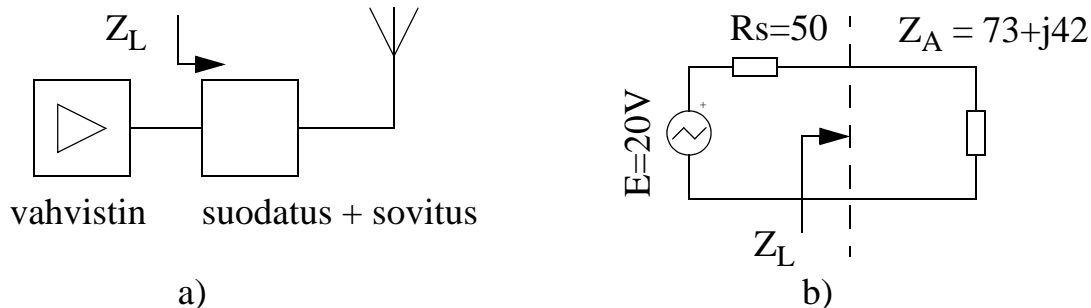 Z_L
vahvistin
suodatus + sovitus
a)
Rs=50
Z_A = 73+j42
E=20V
+
Z_L
b)